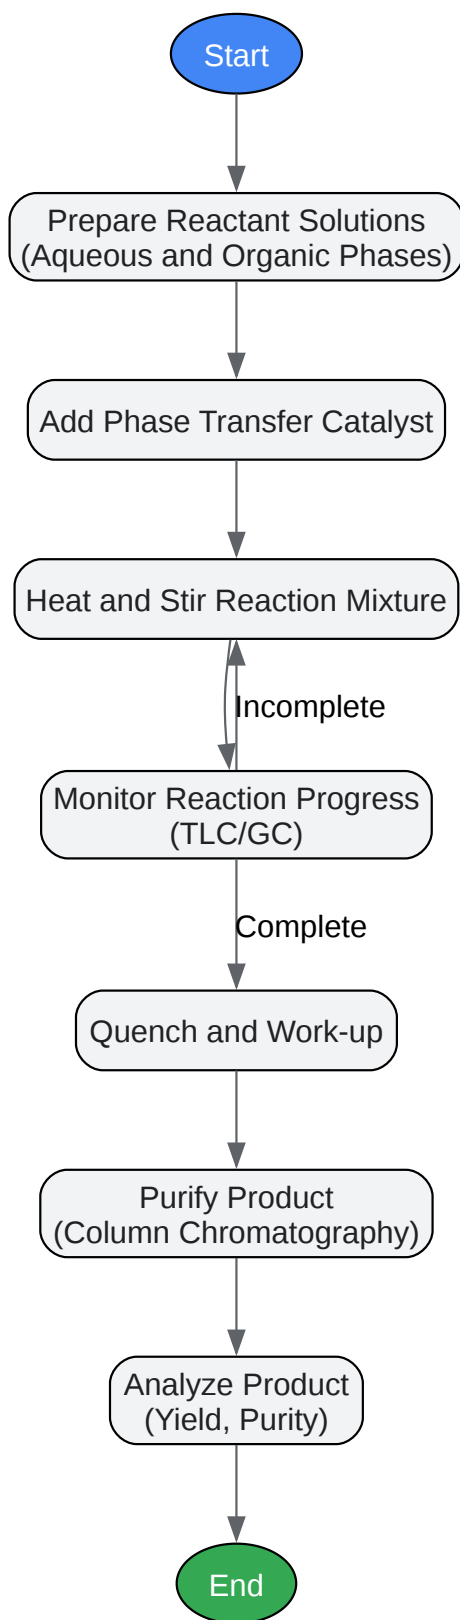 Start
Prepare Reactant Solutions
(Aqueous and Organic Phases)
Add Phase Transfer Catalyst
Heat and Stir Reaction Mixture
Incomplete
Monitor Reaction Progress
(TLC/GC)
Complete
Quench and Work-up
Purify Product
(Column Chromatography)
Analyze Product
(Yield, Purity)
End